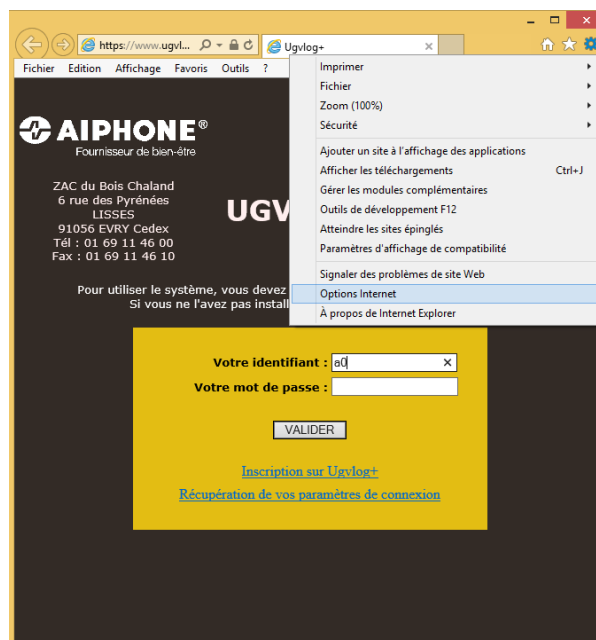 https://www.ugvl...
Ugvlog+
Fichier Edition Affichage Favoris Outils ?
Imprimer
Fichier
Zoom (100%)
Sécurité
Ajouter un site à l'affichage des applications
Afficher les téléchargements Ctrl+J
Gérer les modules complémentaires
Outils de développement F12
Atteindre les sites épinglés
Paramètres d'affichage de compatibilité
Signaler des problèmes de site Web
Options Internet
À propos de Internet Explorer
AIPHONE®
Fournisseur de bien-être
ZAC du Bois Chaland
6 rue des Pyrénées
LISSES
91056 EVRY Cedex
Tél : 01 69 11 46 00
Fax : 01 69 11 46 10
UGV
Pour utiliser le système, vous devez
Si vous ne l'avez pas install
Votre identifiant : a0
Votre mot de passe :
VALIDER
Inscription sur Ugvlog+
Récupération de vos paramètres de connexion